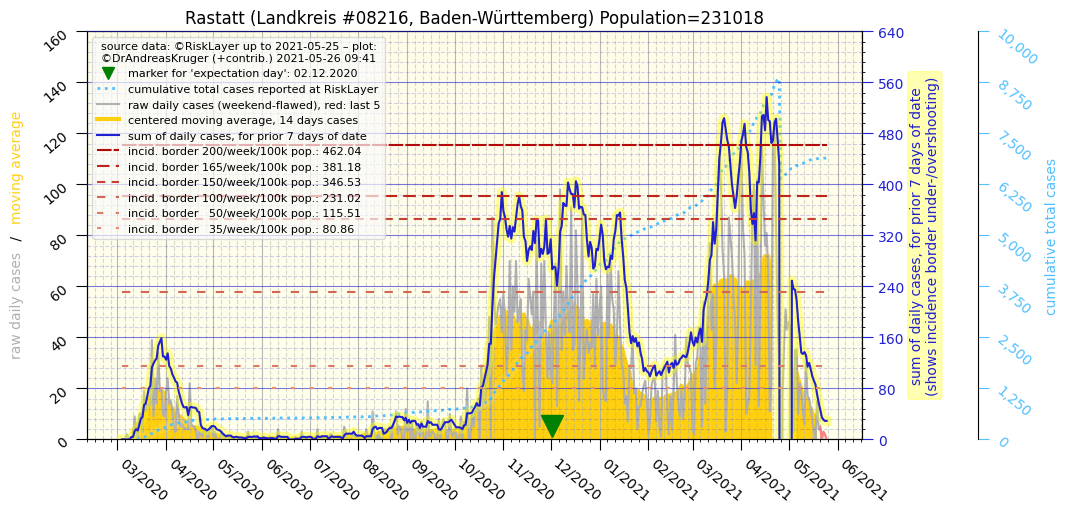 Rastatt (Landkreis #08216, Baden-Württemberg) Population=231018
source data: ©RiskLayer up to 2021-05-25 – plot:
©DrAndreasKruger (+contrib.) 2021-05-26 09:41
marker for 'expectation day': 02.12.2020
cumulative total cases reported at RiskLayer
raw daily cases (weekend-flawed), red: last 5
centered moving average, 14 days cases
sum of daily cases, for prior 7 days of date
incid. border 200/week/100k pop.: 462.04
incid. border 165/week/100k pop.: 381.18
incid. border 150/week/100k pop.: 346.53
incid. border 100/week/100k pop.: 231.02
incid. border   50/week/100k pop.: 115.51
incid. border   35/week/100k pop.: 80.86
raw daily cases / moving average
160
140
120
100
80
60
40
20
0
03/2020
04/2020
05/2020
06/2020
07/2020
08/2020
09/2020
10/2020
11/2020
12/2020
01/2021
02/2021
03/2021
04/2021
05/2021
06/2021
640
560
480
400
320
240
160
80
0
sum of daily cases, for prior 7 days of date
(shows incidence border under-/overshooting)
10,000
8,750
7,500
6,250
5,000
3,750
2,500
1,250
0
cumulative total cases